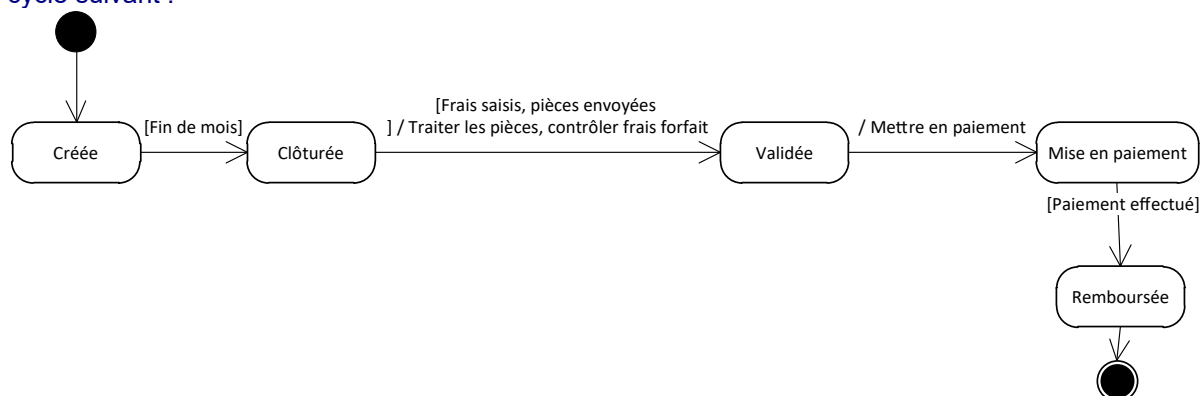 cycle suivant :
[Frais saisis, pièces envoyées
[Fin de mois]
] / Traiter les pièces, contrôler frais forfait
/ Mettre en paiement
Créée
Clôturée
Validée
Mise en paiement
[Paiement effectué]
Remboursée